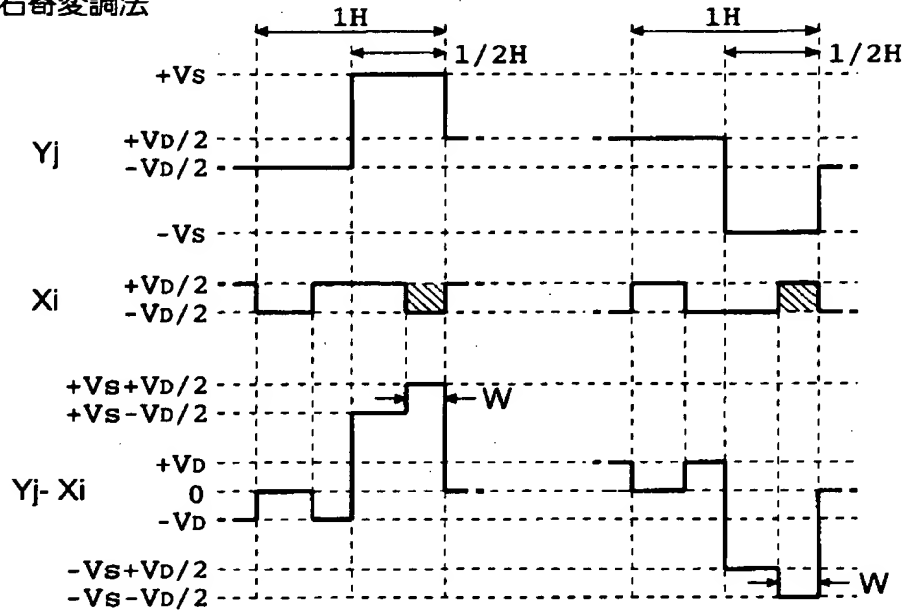 右寄変調法
1H 1H
1/2H 1/2H
+VS
+VD/2
Yj
-VD/2
-VS
+VD/2
Xi
-VD/2
+VS+VD/2
W
+VS-VD/2
+VD
Yj-Xi
0
-VD
-VS+VD/2
W
-VS-VD/2